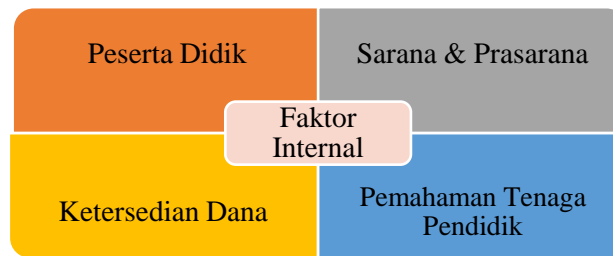 Peserta Didik
Sarana & Prasarana
Faktor
Internal
Ketersedian Dana
Pemahaman Tenaga
Pendidik